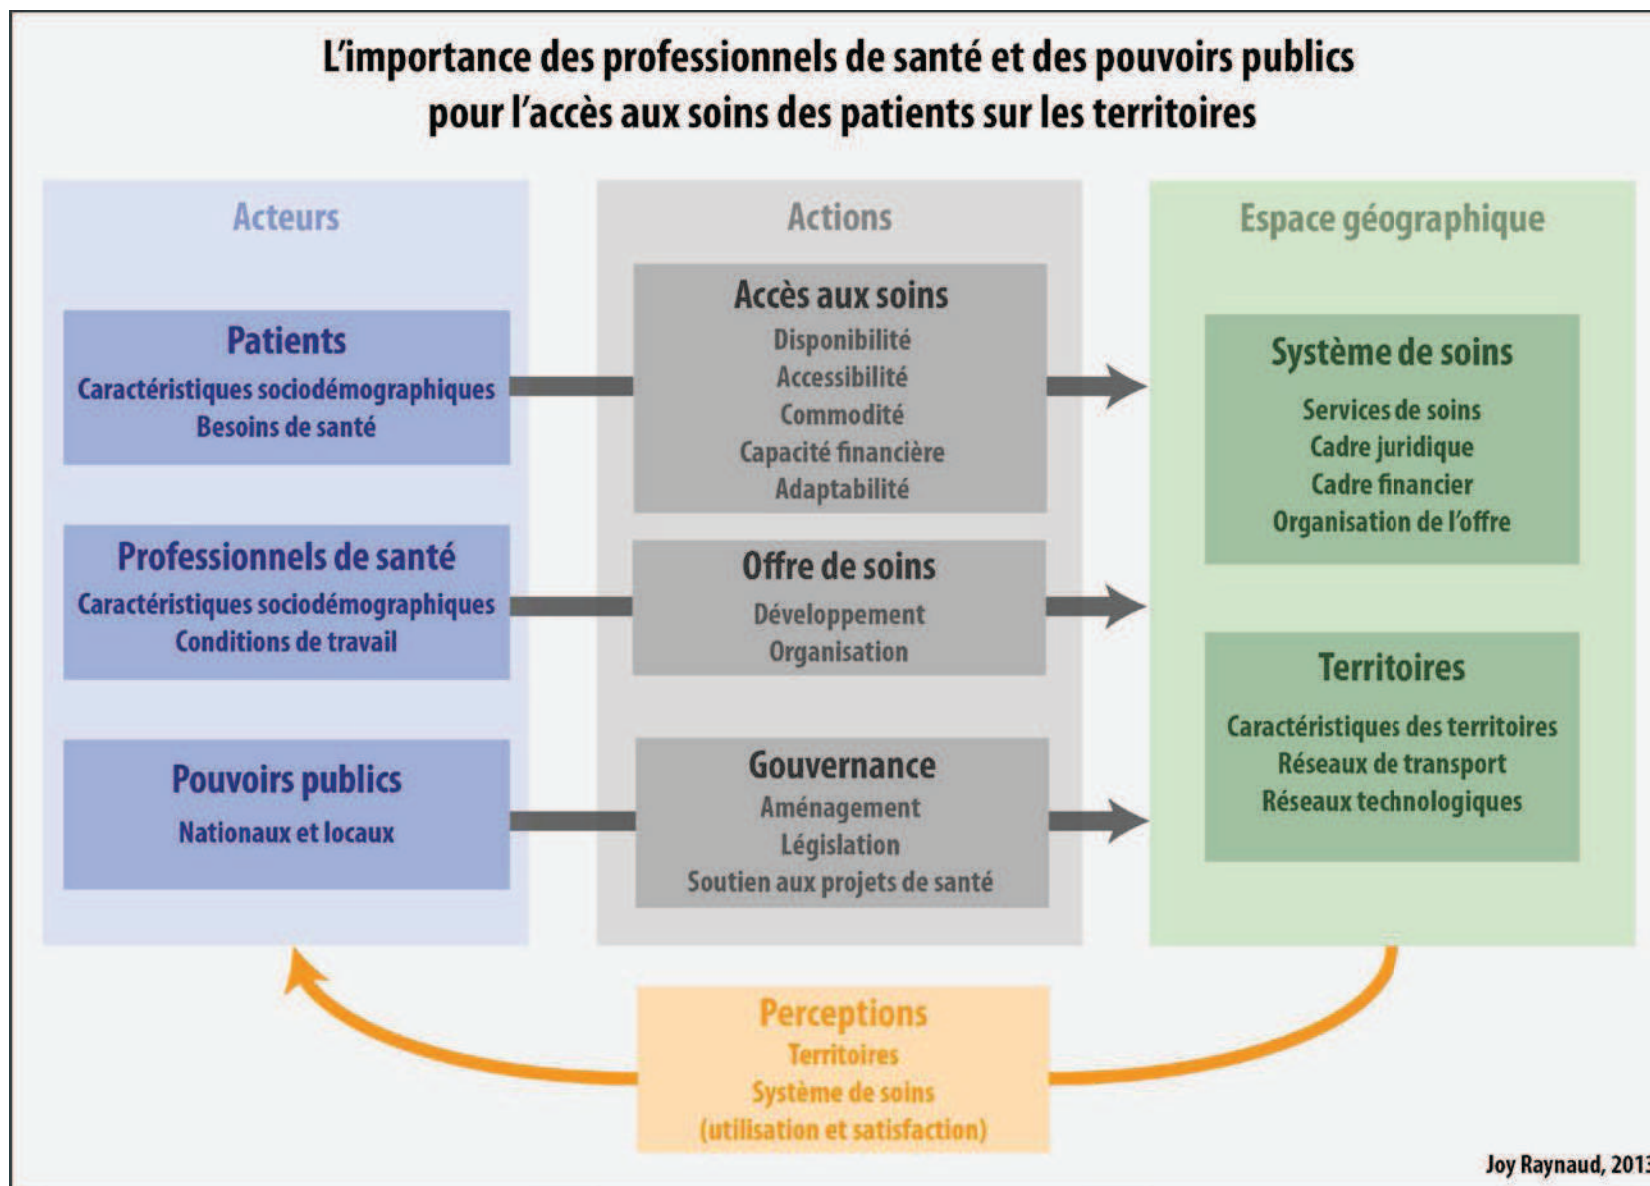 L'importance des professionnels de santé et des pouvoirs publics
pour l'accès aux soins des patients sur les territoires
Acteurs
Patients
Caractéristiques sociodémographiques
Besoins de santé
Professionnels de santé
Caractéristiques sociodémographiques
Conditions de travail
Pouvoirs publics
Nationaux et locaux
Actions
Accès aux soins
Disponibilité
Accessibilité
Commodité
Capacité financière
Adaptabilité
Offre de soins
Développement
Organisation
Gouvernance
Aménagement
Législation
Soutien aux projets de santé
Espace géographique
Système de soins
Services de soins
Cadre juridique
Cadre financier
Organisation de l'offre
Territoires
Caractéristiques des territoires
Réseaux de transport
Réseaux technologiques
Perceptions
Territoires
Système de soins
(utilisation et satisfaction)
Joy Raynaud, 2013